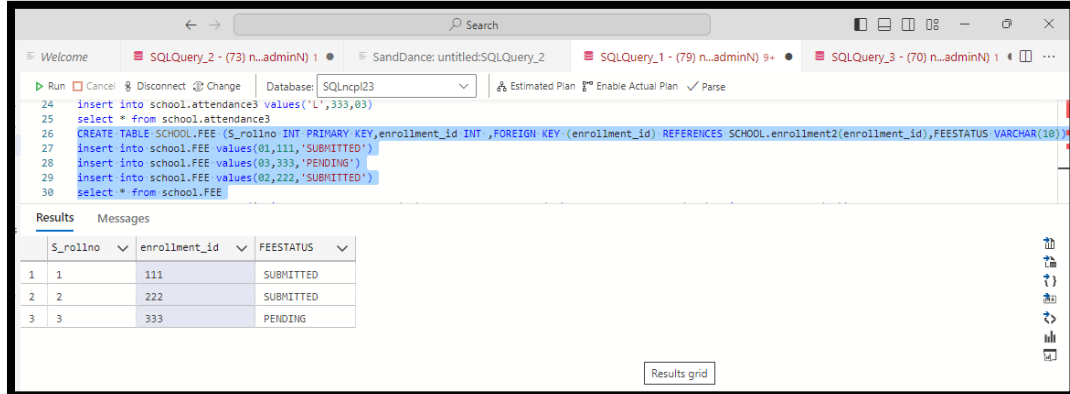 Search
Welcome SQLQuery_2 - (73) n...adminN) 1 SandDance: untitled:SQLQuery_2 SQLQuery_1 - (79) n...adminN) 9+ SQLQuery_3 - (70) n...adminN) 1
Run Cancel Disconnect Change Database: SQLncpl23 Estimated Plan Enable Actual Plan Parse
24 insert into school.attendance3 values('L',333,03)
25 select * from school.attendance3
26 CREATE TABLE SCHOOL.FEE (S_rollno INT PRIMARY KEY,enrollment_id INT ,FOREIGN KEY (enrollment_id) REFERENCES SCHOOL.enrollment2(enrollment_id),FEESTATUS VARCHAR(10))
27 insert into school.FEE values(01,111,'SUBMITTED')
28 insert into school.FEE values(03,333,'PENDING')
29 insert into school.FEE values(02,222,'SUBMITTED')
30 select * from school.FEE
Results Messages
S_rollno enrollment_id FEESTATUS
1 1 111 SUBMITTED
2 2 222 SUBMITTED
3 3 333 PENDING
Results grid